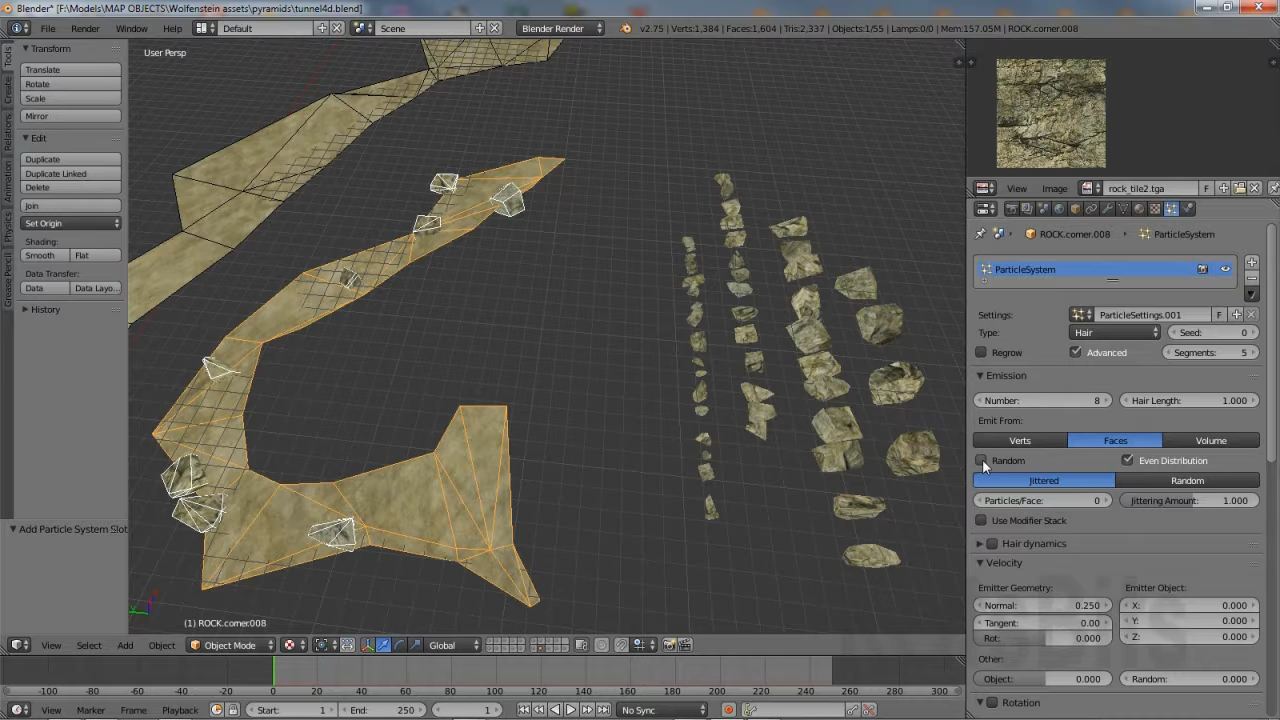 Blender* [F:\Models\MAP OBJECTS\Wolfenstein assets\pyramids\tunnel4d.blend]
File Render Window Help Default Scene Blender Render v2.75 | Verts:1,384 | Faces:1,604 | Tris:2,337 | Objects:1/55 | Lamps:0/0 | Mem:157.05M | ROCK.corner.008
Tools
Create
Relations
Animation
Physics
Grease Pencil
Transform
Translate
Rotate
Scale
Mirror
Edit
Duplicate
Duplicate Linked
Delete
Join
Set Origin
Shading:
Smooth Flat
Data Transfer:
Data Data Layo...
History
Add Particle System Slot
User Persp
(1) ROCK.corner.008
View Select Add Object Object Mode Global
-100 -80 -60 -40 -20 0 20 40 60 80 100 120 140 160 180 200 220 240 260 280 300
View Marker Frame Playback Start: 1 End: 250 1 No Sync
View Image rock_tile2.tga F
ROCK.corner.008 ParticleSystem
ParticleSystem
Settings: ParticleSettings.001 F
Type: Hair Seed: 0
Regrow Advanced Segments: 5
Emission
Number: 8 Hair Length: 1.000
Emit From:
Verts Faces Volume
Random Even Distribution
Jittered Random
Particles/Face: 0 Jittering Amount: 1.000
Use Modifier Stack
Hair dynamics
Velocity
Emitter Geometry: Emitter Object:
Normal: 0.250 X: 0.000
Tangent: 0.00 Y: 0.000
Rot: 0.000 Z: 0.000
Other:
Object: 0.000 Random: 0.000
Rotation